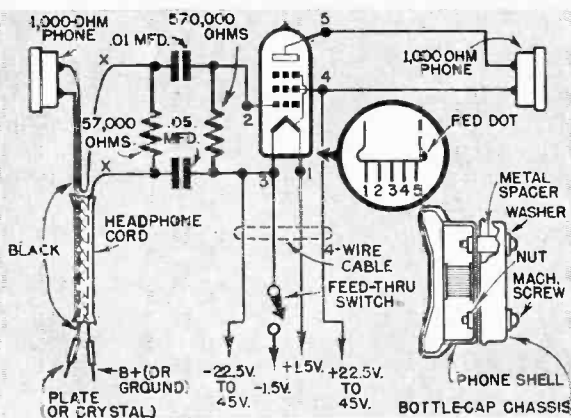 1,000-OHM
PHONE
.01 MFD.
570,000
OHMS
5
X
4
1,000-OHM
PHONE
2
57,000
OHMS
.05
MFD.
X
3
1
FED DOT
1 2 3 4 5
METAL
SPACER
WASHER
BLACK
HEADPHONE
CORD
4-WIRE
CABLE
FEED-THRU
SWITCH
NUT
MACH.
SCREW
-22.5V.
TO
45V.
-1.5V.
+1.5V.
+22.5V.
TO
45V.
PLATE
(OR CRYSTAL)
B+(OR
GROUND)
PHONE SHELL
BOTTLE-CAP CHASSIS